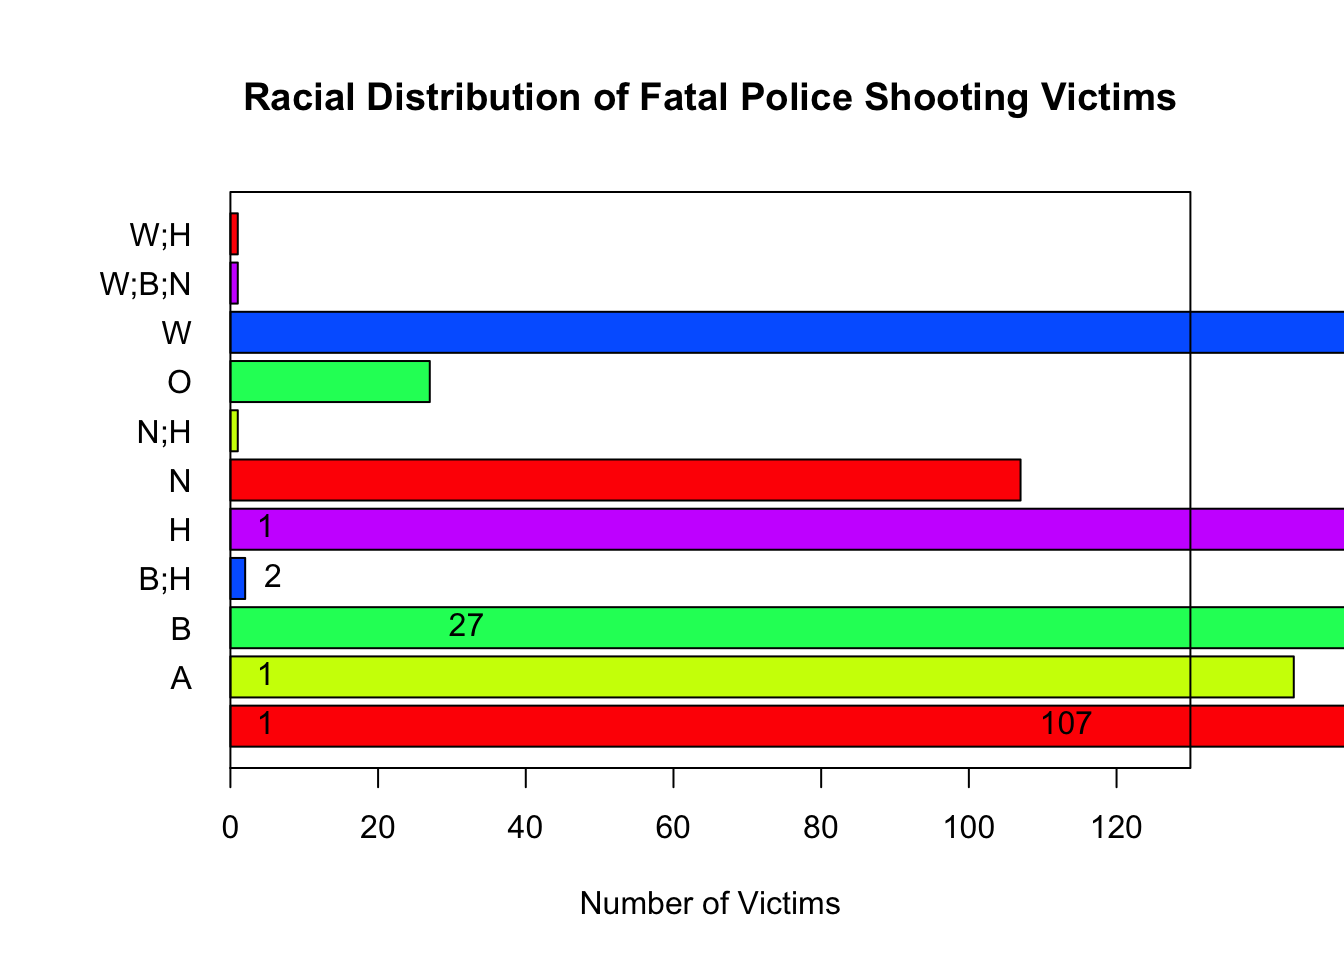 Racial Distribution of Fatal Police Shooting Victims
W;H
W;B;N
W
O
N;H
N
H 1
B;H 2
B 27
A 1
1 107
0 20 40 60 80 100 120
Number of Victims